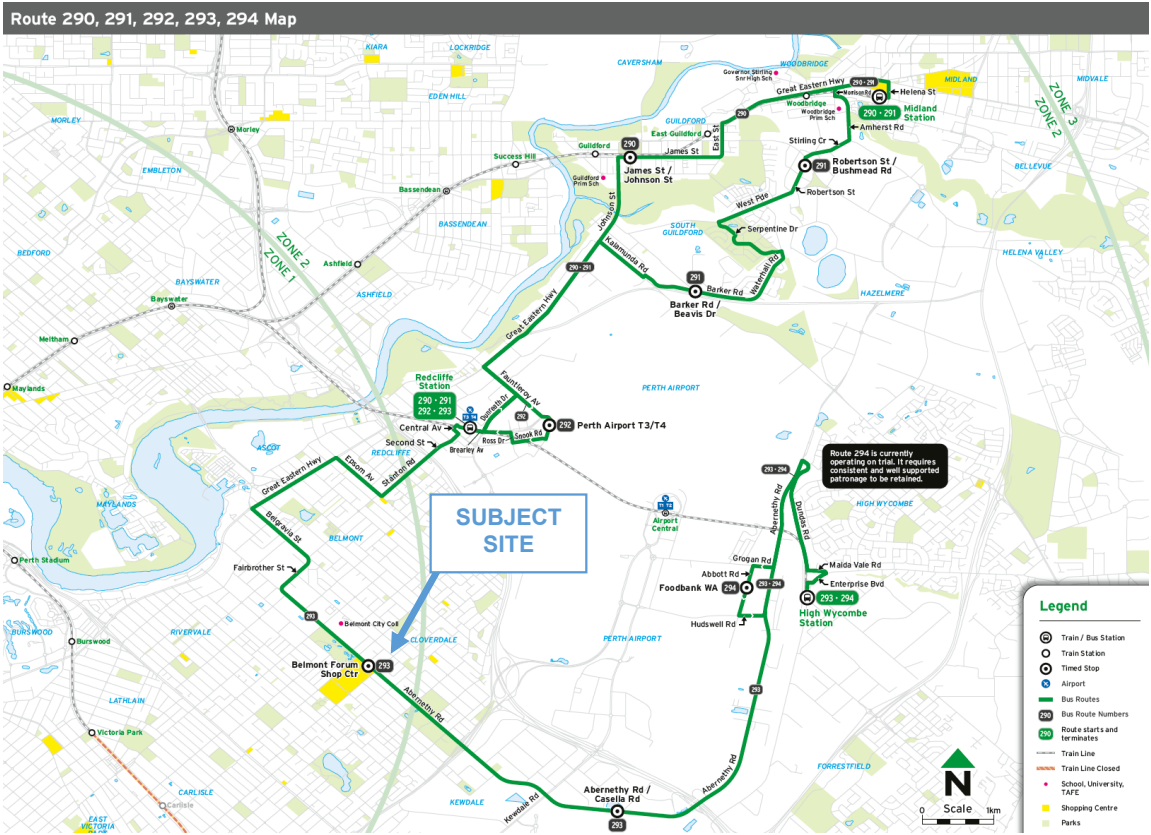 Route 290, 291, 292, 293, 294 Map
KIARA
LOCKRIDGE
CAVERSHAM
WOODBRIDGE
Governor Stirling
Snr High Sch
Great Eastern Hwy
290 · 291
Morrison Rd
Helena St
MIDLAND
MIDVALE
EDEN HILL
Woodbridge
Woodbridge
Prim Sch
290 · 291
Midland
Station
ZONE 3
ZONE 2
MORLEY
Morley
290
GUILDFORD
East Guildford
East St
Amherst Rd
Stirling Cr
290
James St
James St /
Johnson St
Guildford
Success Hill
EMBLETON
Bassendean
Guildford
Prim Sch
291
Robertson St /
Bushmead Rd
Robertson St
BELLEVUE
West Pde
Johnson St
BASSENDEAN
SOUTH
GUILDFORD
Serpentine Dr
BEDFORD
ZONE 2
ZONE 1
Ashfield
Kalamunda Rd
290 · 291
Waterhall Rd
HELENA VALLEY
BAYSWATER
Bayswater
ASHFIELD
291
Barker Rd
Barker Rd /
Beavis Dr
HAZELMERE
Great Eastern Hwy
Meltham
Maylands
Redcliffe
Station
290 · 291
292 · 293
T3 T4
Fauntleroy Av
Dunreath Dr
292
PERTH AIRPORT
Central Av
292
Perth Airport T3/T4
Snook Rd
Ross Dr
Brearley Av
Second St
ASCOT
REDCLIFFE
Stanton Rd
Epsom Av
Great Eastern Hwy
Route 294 is currently
operating on trial. It requires
consistent and well supported
patronage to be retained.
293 · 294
Abernethy Rd
Dundas Rd
HIGH WYCOMBE
MAYLANDS
Belgravia St
BELMONT
SUBJECT
SITE
T1 T2
Airport
Central
Perth Stadium
Fairbrother St
Grogan Rd
Abbott Rd
293 · 294
Foodbank WA
294
Hudswell Rd
Maida Vale Rd
Enterprise Bvd
293 · 294
High Wycombe
Station
293
Belmont City Coll
CLOVERDALE
PERTH AIRPORT
BURSWOOD
RIVERVALE
Burswood
Belmont Forum
Shop Ctr
293
Abernethy Rd
293
LATHLAIN
Victoria Park
Abernethy Rd
FORRESTFIELD
CARLISLE
Carlisle
KEWDALE
Kewdale Rd
Abernethy Rd /
Casella Rd
293
EAST
VICTORIA
PARK
N
0 Scale 1km
Legend
Train / Bus Station
Train Station
Timed Stop
Airport
Bus Routes
290
Bus Route Numbers
290
Route starts and
terminates
Train Line
Train Line Closed
School, University,
TAFE
Shopping Centre
Parks